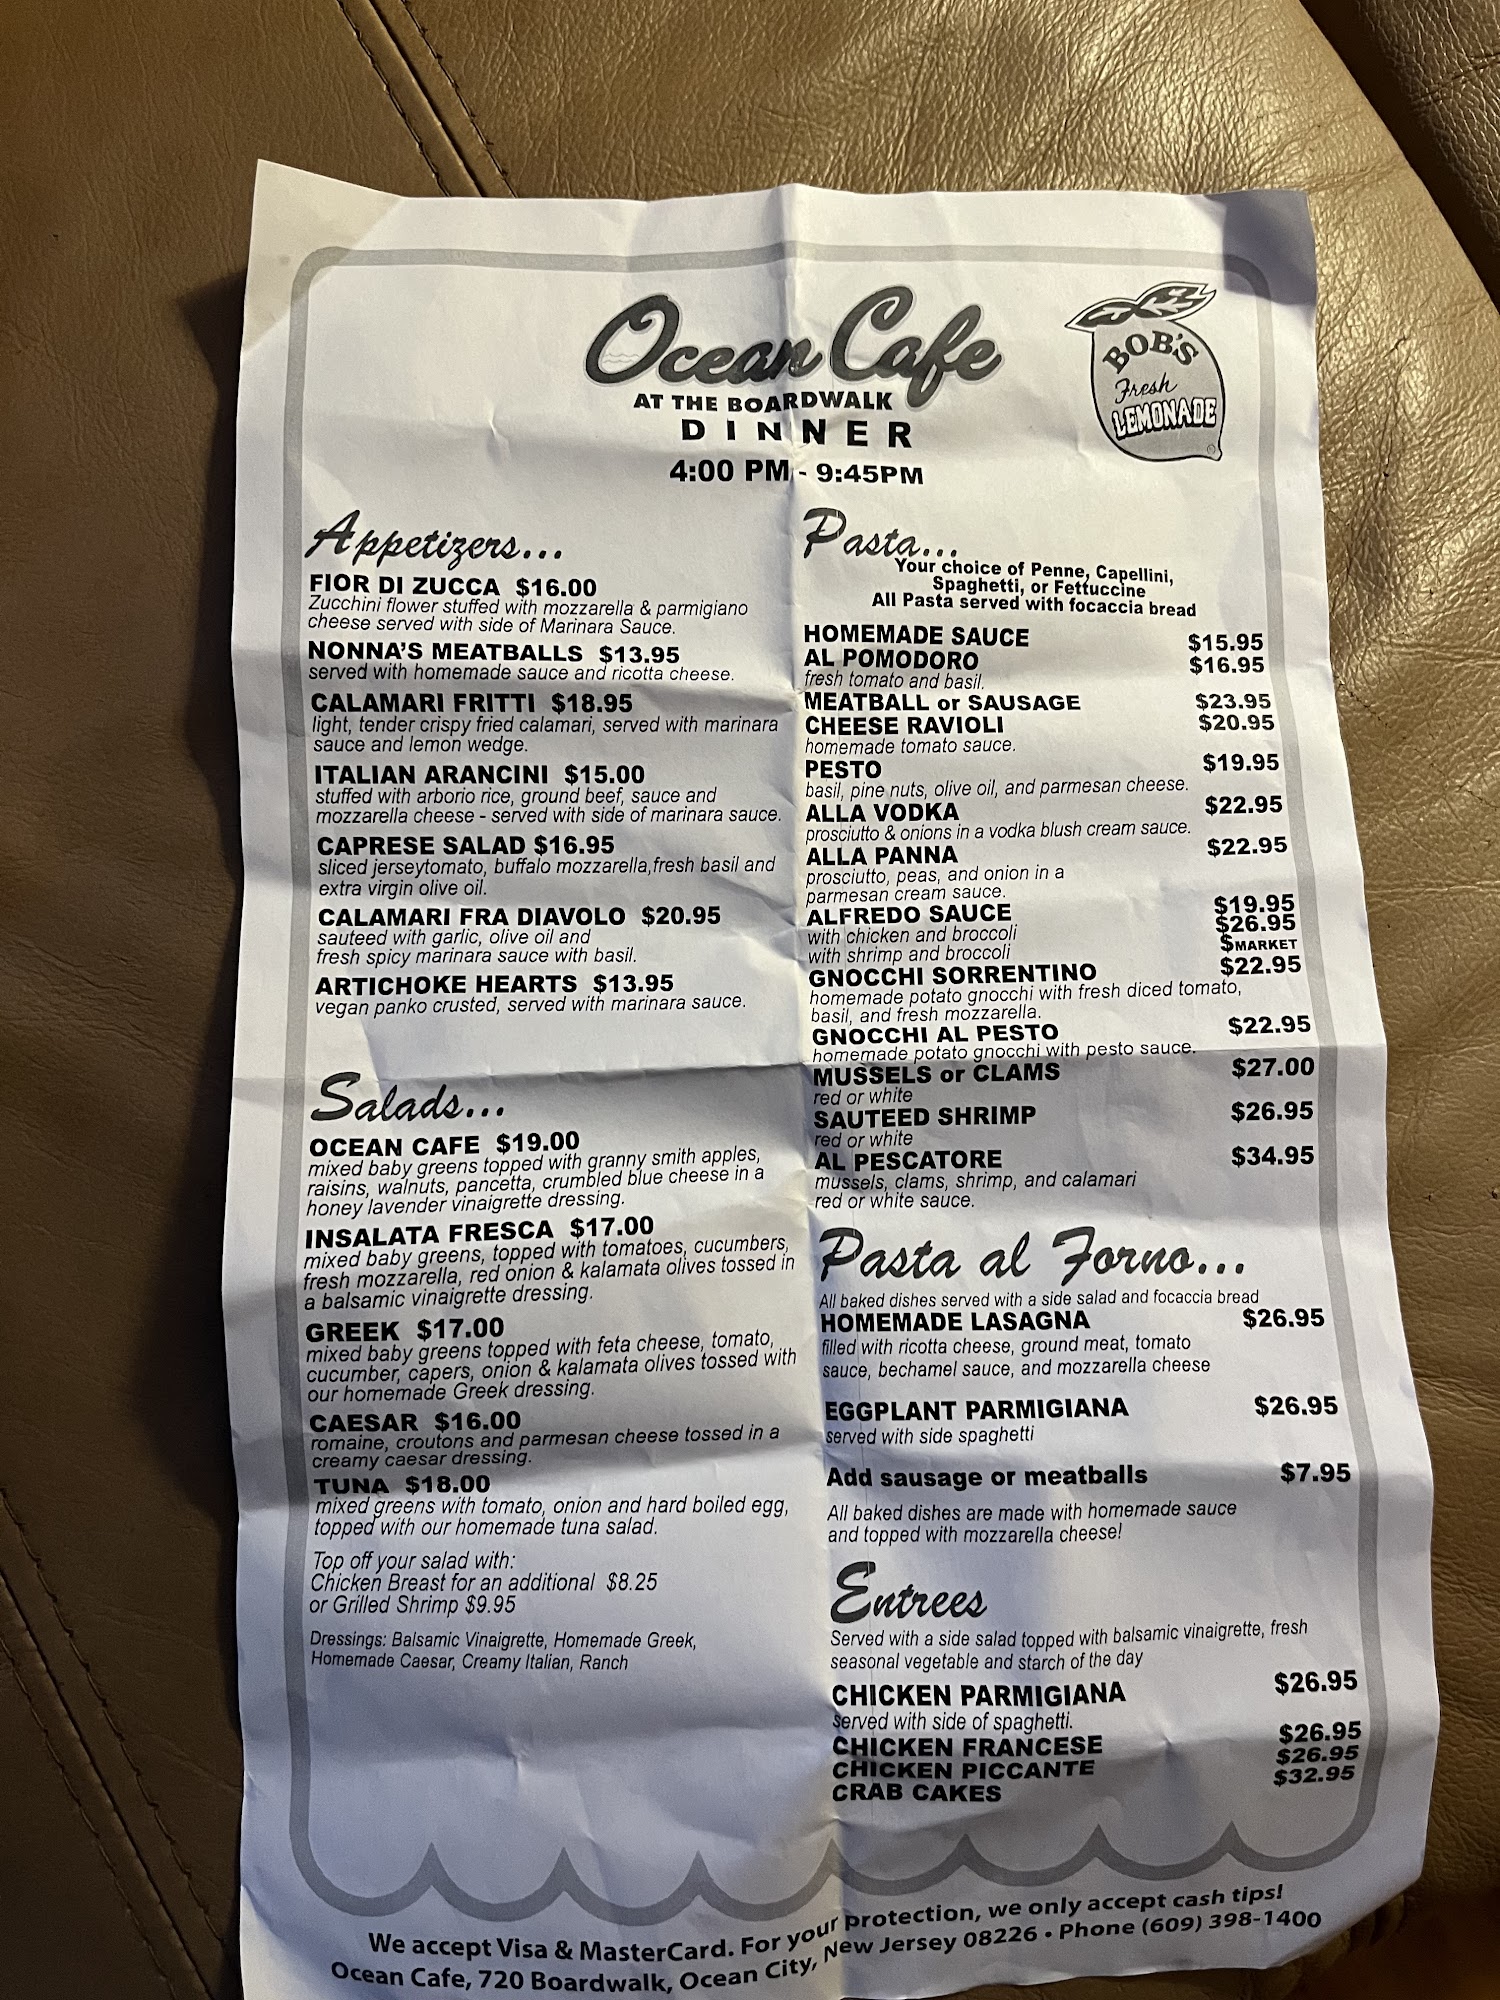 Ocean Cafe
AT THE BOARDWALK
DINNER
4:00 PM - 9:45PM
BOB'S
Fresh
LEMONADE
Appetizers...
FIOR DI ZUCCA $16.00
Zucchini flower stuffed with mozzarella & parmigiano
cheese served with side of Marinara Sauce.
NONNA'S MEATBALLS $13.95
served with homemade sauce and ricotta cheese.
CALAMARI FRITTI $18.95
light, tender crispy fried calamari, served with marinara
sauce and lemon wedge.
ITALIAN ARANCINI $15.00
stuffed with arborio rice, ground beef, sauce and
mozzarella cheese - served with side of marinara sauce.
CAPRESE SALAD $16.95
sliced jerseytomato, buffalo mozzarella,fresh basil and
extra virgin olive oil.
CALAMARI FRA DIAVOLO $20.95
sauteed with garlic, olive oil and
fresh spicy marinara sauce with basil.
ARTICHOKE HEARTS $13.95
vegan panko crusted, served with marinara sauce.
Salads...
OCEAN CAFE $19.00
mixed baby greens topped with granny smith apples,
raisins, walnuts, pancetta, crumbled blue cheese in a
honey lavender vinaigrette dressing.
INSALATA FRESCA $17.00
mixed baby greens, topped with tomatoes, cucumbers,
fresh mozzarella, red onion & kalamata olives tossed in
a balsamic vinaigrette dressing.
GREEK $17.00
mixed baby greens topped with feta cheese, tomato,
cucumber, capers, onion & kalamata olives tossed with
our homemade Greek dressing.
CAESAR $16.00
romaine, croutons and parmesan cheese tossed in a
creamy caesar dressing.
TUNA $18.00
mixed greens with tomato, onion and hard boiled egg,
topped with our homemade tuna salad.
Top off your salad with:
Chicken Breast for an additional $8.25
or Grilled Shrimp $9.95
Dressings: Balsamic Vinaigrette, Homemade Greek,
Homemade Caesar, Creamy Italian, Ranch
Pasta...
Your choice of Penne, Capellini,
Spaghetti, or Fettuccine
All Pasta served with focaccia bread
HOMEMADE SAUCE $15.95
AL POMODORO $16.95
fresh tomato and basil.
MEATBALL or SAUSAGE $23.95
CHEESE RAVIOLI $20.95
homemade tomato sauce.
PESTO $19.95
basil, pine nuts, olive oil, and parmesan cheese.
ALLA VODKA $22.95
prosciutto & onions in a vodka blush cream sauce.
ALLA PANNA $22.95
prosciutto, peas, and onion in a
parmesan cream sauce.
ALFREDO SAUCE $19.95
with chicken and broccoli $26.95
with shrimp and broccoli $MARKET
GNOCCHI SORRENTINO $22.95
homemade potato gnocchi with fresh diced tomato,
basil, and fresh mozzarella.
GNOCCHI AL PESTO $22.95
homemade potato gnocchi with pesto sauce.
MUSSELS or CLAMS $27.00
red or white
SAUTEED SHRIMP $26.95
red or white
AL PESCATORE $34.95
mussels, clams, shrimp, and calamari
red or white sauce.
Pasta al Forno...
All baked dishes served with a side salad and focaccia bread
HOMEMADE LASAGNA $26.95
filled with ricotta cheese, ground meat, tomato
sauce, bechamel sauce, and mozzarella cheese
EGGPLANT PARMIGIANA $26.95
served with side spaghetti
Add sausage or meatballs $7.95
All baked dishes are made with homemade sauce
and topped with mozzarella cheese!
Entrees
Served with a side salad topped with balsamic vinaigrette, fresh
seasonal vegetable and starch of the day
CHICKEN PARMIGIANA $26.95
served with side of spaghetti.
CHICKEN FRANCESE $26.95
CHICKEN PICCANTE $26.95
CRAB CAKES $32.95
We accept Visa & MasterCard. For your protection, we only accept cash tips!
Ocean Cafe, 720 Boardwalk, Ocean City, New Jersey 08226 • Phone (609) 398-1400